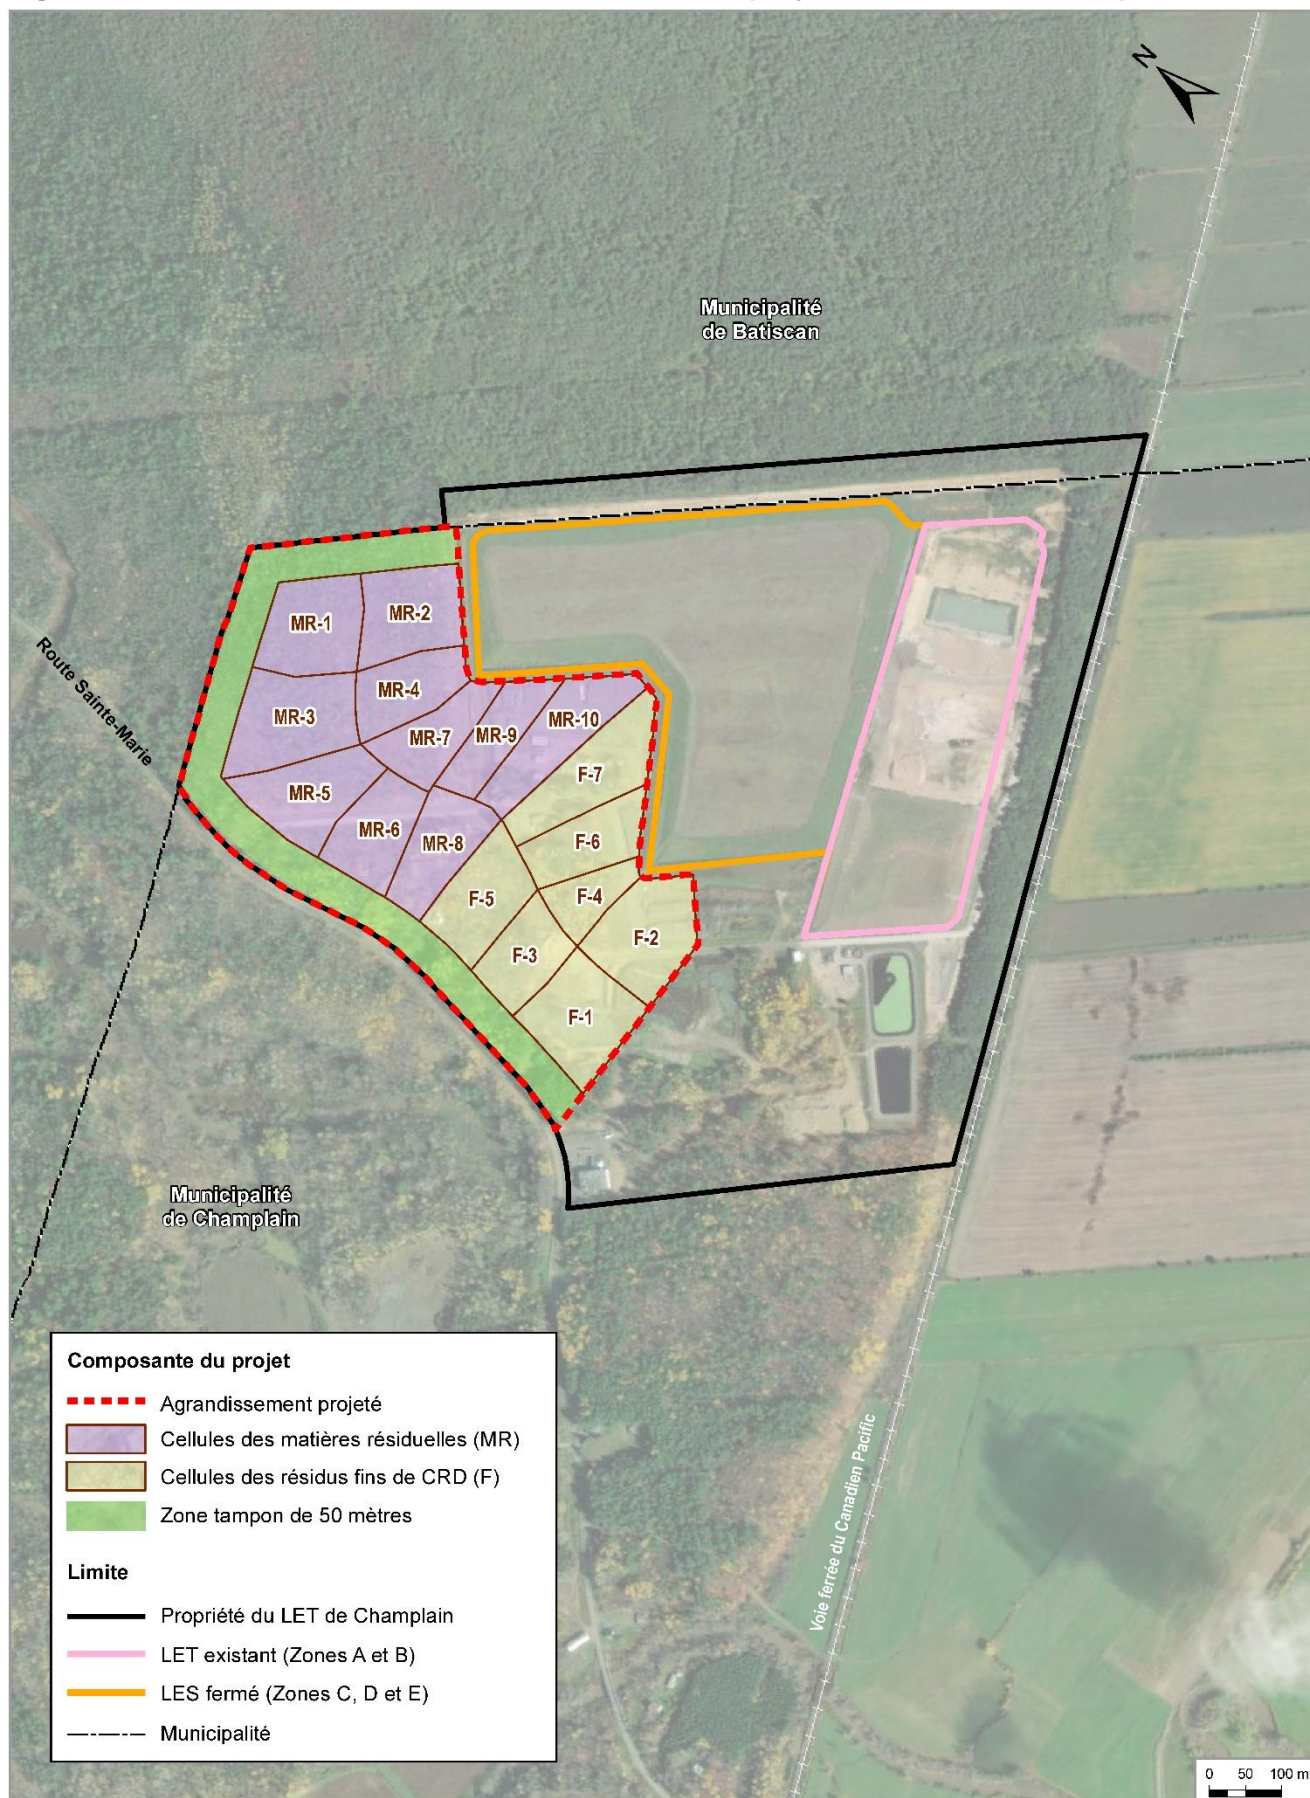 N
Municipalité
de Batiscan
MR-1
MR-2
MR-4
MR-3
MR-7
MR-9
MR-10
MR-5
MR-6
MR-8
F-7
F-6
F-5
F-4
F-3
F-2
F-1
Route Sainte-Marie
Municipalité
de Champlain
Voie ferrée du Canadien Pacific
Composante du projet
Agrandissement projeté
Cellules des matières résiduelles (MR)
Cellules des résidus fins de CRD (F)
Zone tampon de 50 mètres
Limite
Propriété du LET de Champlain
LET existant (Zones A et B)
LES fermé (Zones C, D et E)
Municipalité
0 50 100 m